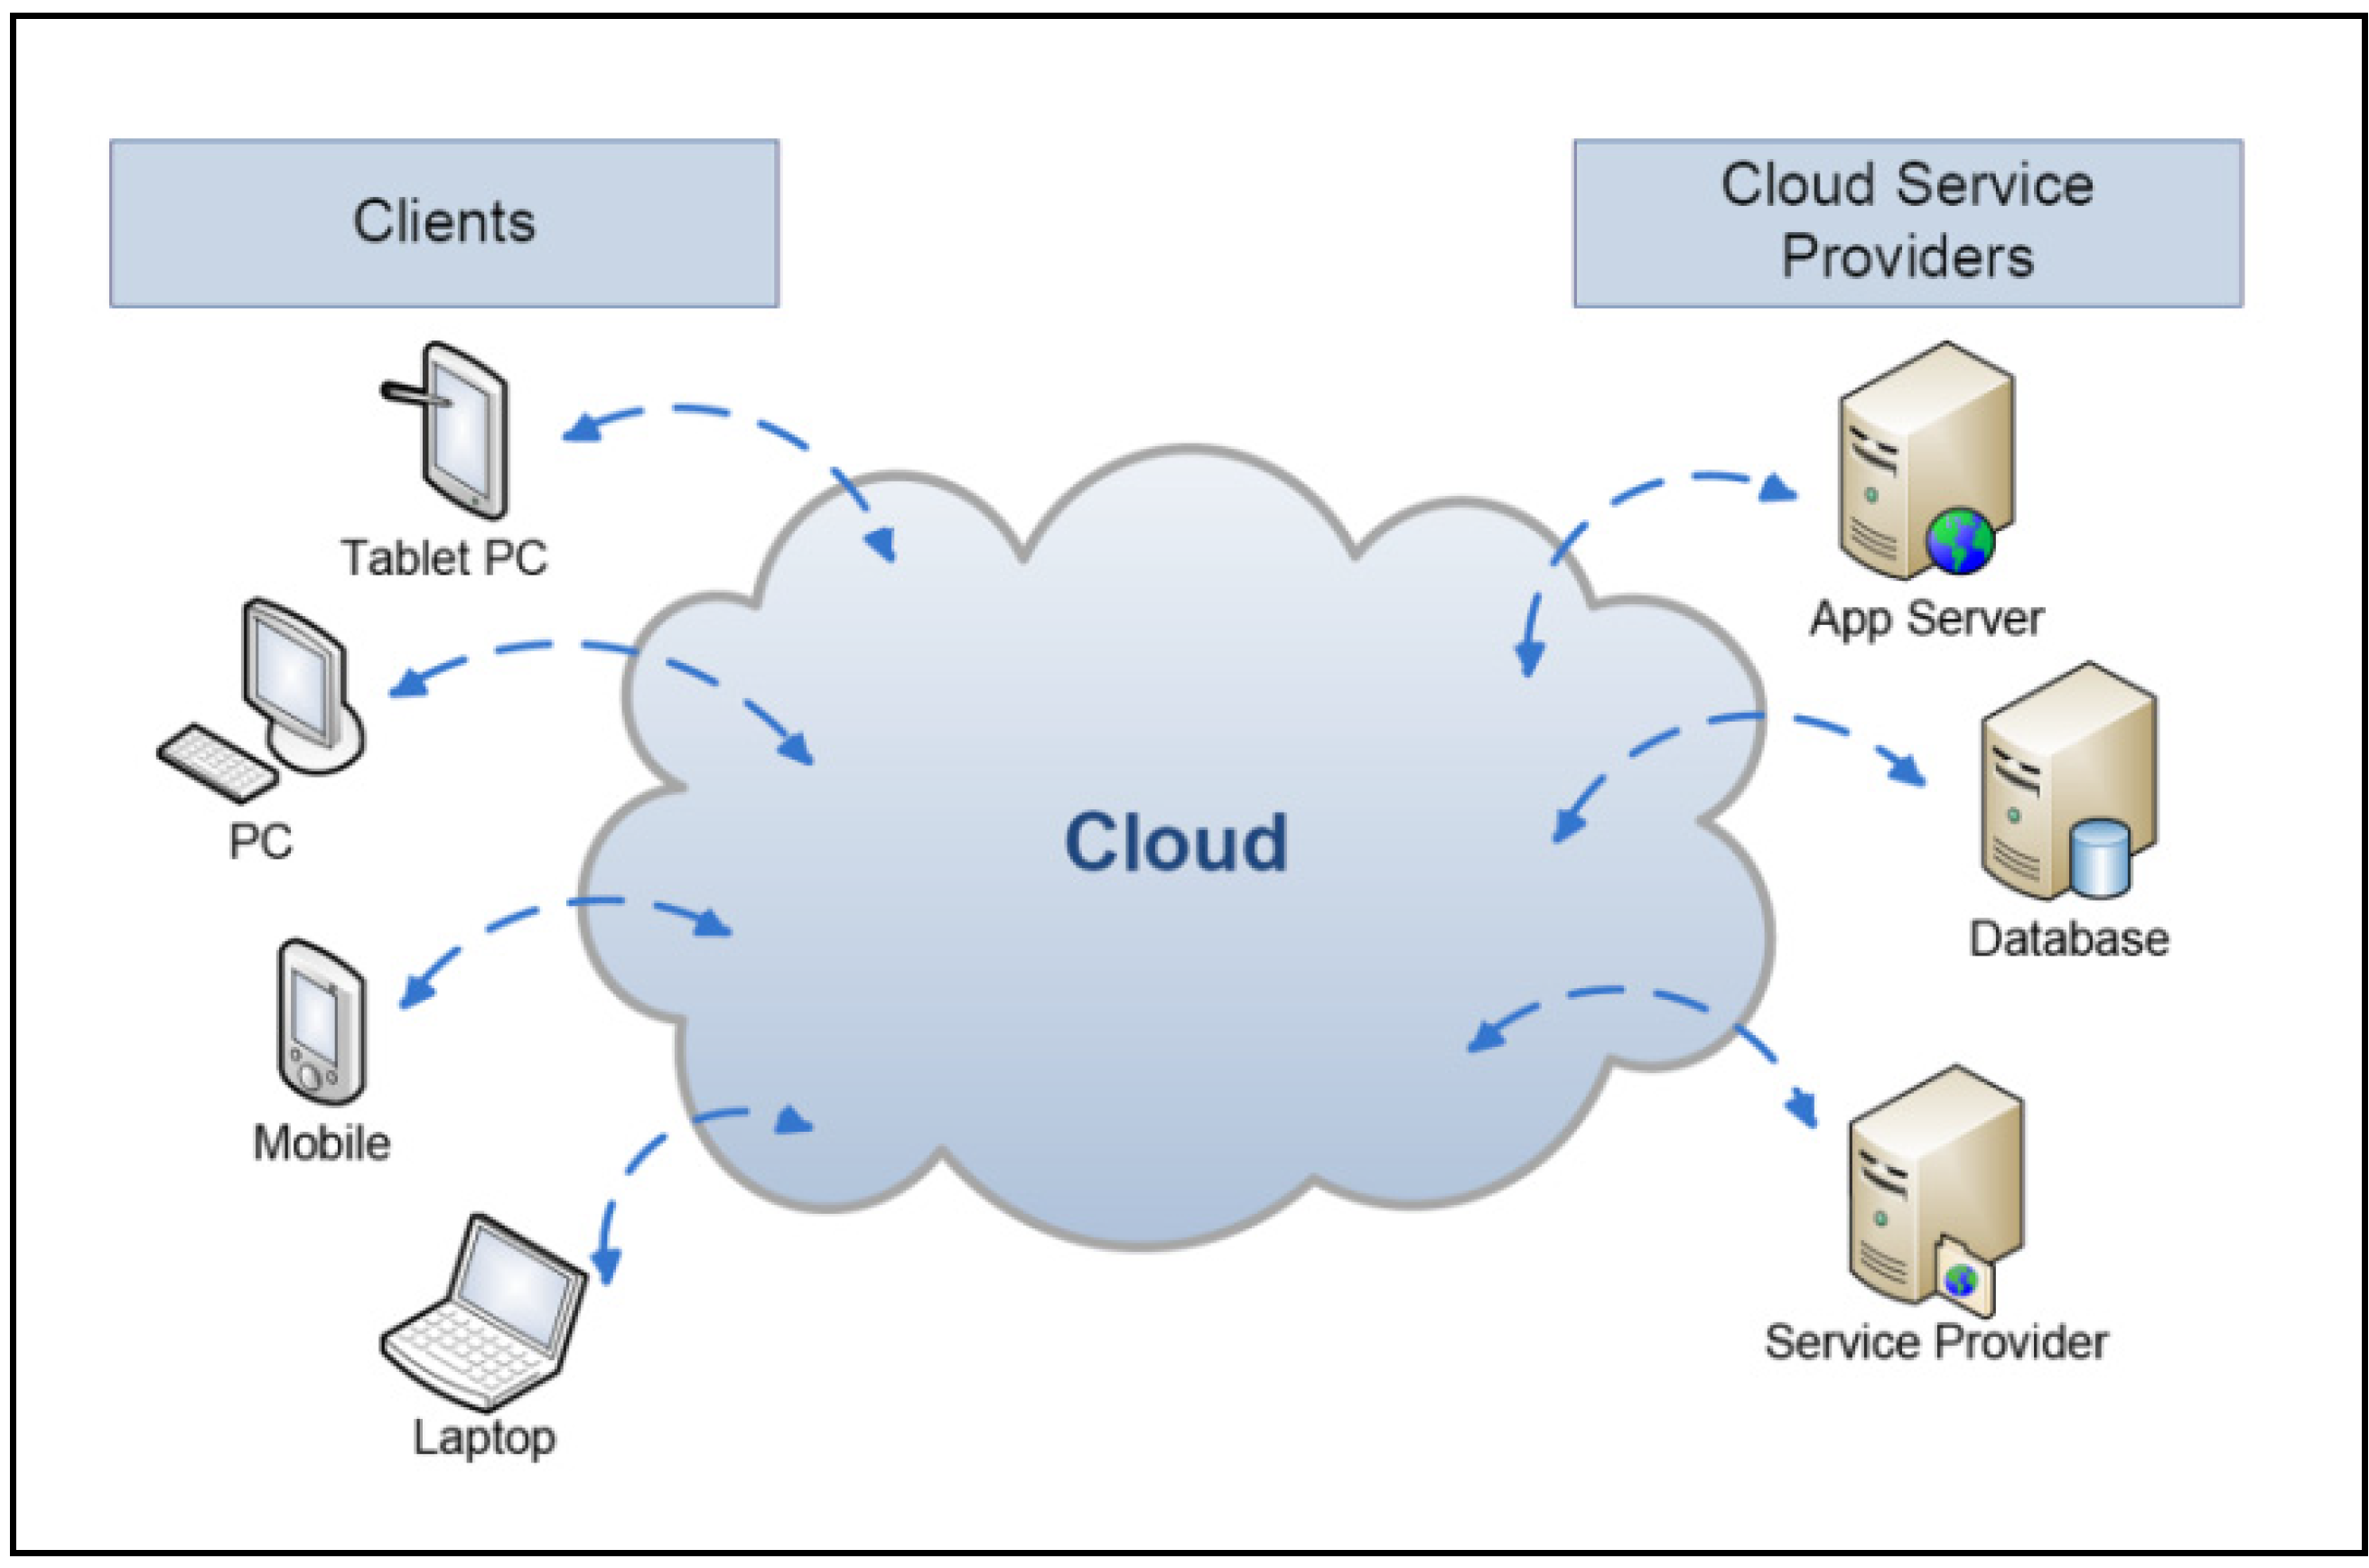 Clients
Cloud Service
Providers
Tablet PC
App Server
PC
Cloud
Database
Mobile
Service Provider
Laptop